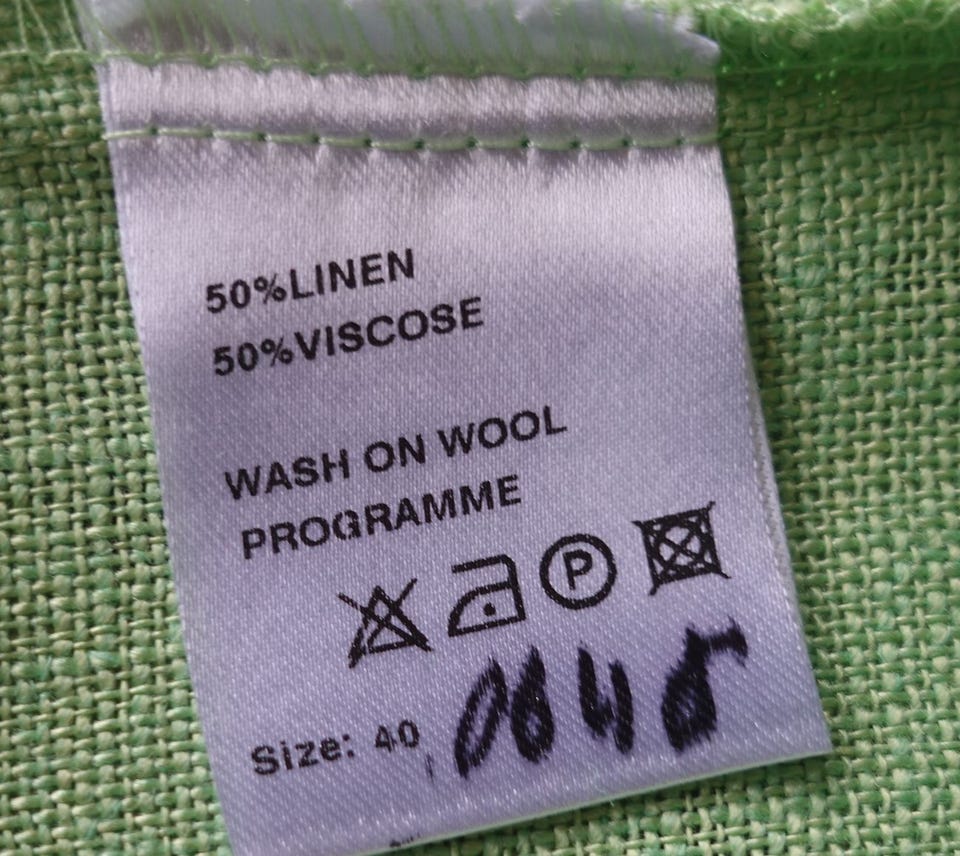 50%LINEN
50%VISCOSE
WASH ON WOOL
PROGRAMME
P
Size: 40